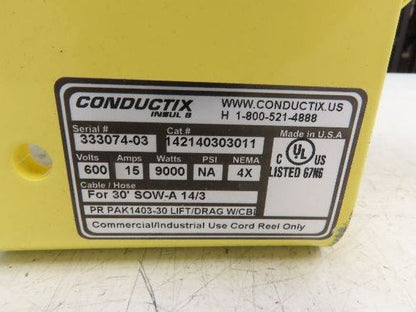 CONDUCTIX
INSUL 8
WWW.CONDUCTIX.US
H 1-800-521-4888
Serial # Cat # Made in U.S.A
333074-03 142140303011
Volts Amps Watts PSI NEMA
600 15 9000 NA 4X
C UL US
LISTED 67N6
Cable / Hose
For 30' SOW-A 14/3
PR PAK1403-30 LIFT/DRAG W/CBL
Commercial/Industrial Use Cord Reel Only